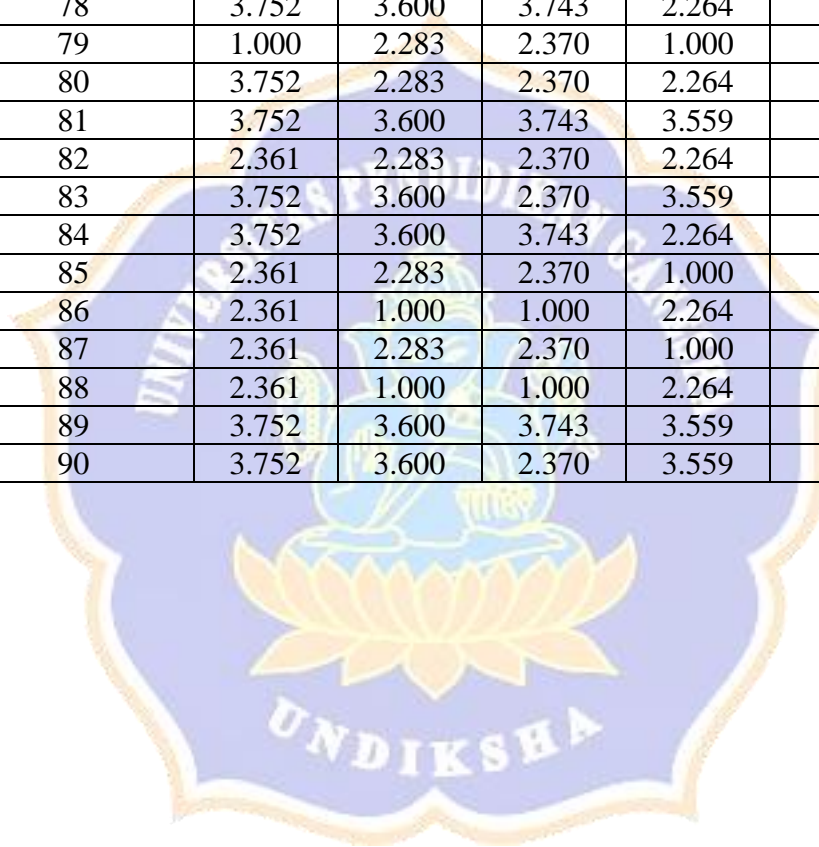 78 3.752 3.600 3.743 2.264
79 1.000 2.283 2.370 1.000
80 3.752 2.283 2.370 2.264
81 3.752 3.600 3.743 3.559
82 2.361 2.283 2.370 2.264
83 3.752 3.600 2.370 3.559
84 3.752 3.600 3.743 2.264
85 2.361 2.283 2.370 1.000
86 2.361 1.000 1.000 2.264
87 2.361 2.283 2.370 1.000
88 2.361 1.000 1.000 2.264
89 3.752 3.600 3.743 3.559
90 3.752 3.600 2.370 3.559
UNIVERSITAS PENDIDIKAN GANESHA
UNDIKSHA